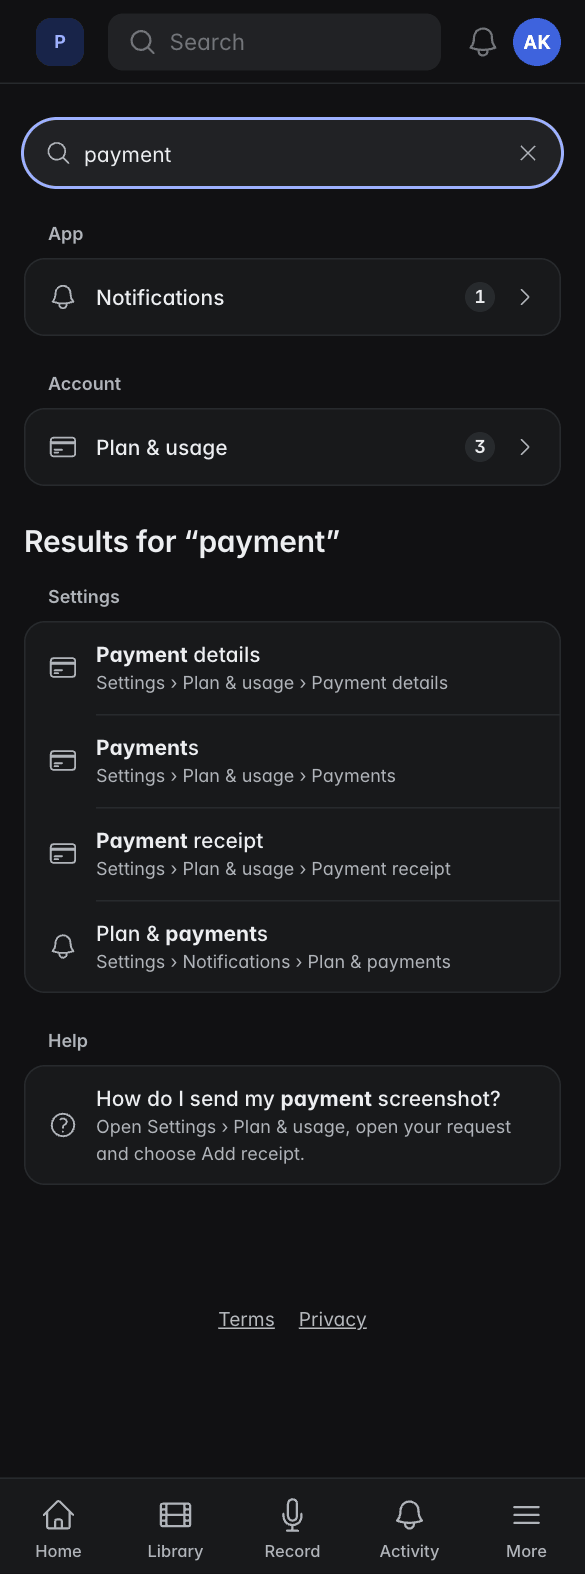 P
Search
AK
payment
App
Notifications
1
Account
Plan & usage
3
Results for “payment”
Settings
Payment details
Settings › Plan & usage › Payment details
Payments
Settings › Plan & usage › Payments
Payment receipt
Settings › Plan & usage › Payment receipt
Plan & payments
Settings › Notifications › Plan & payments
Help
How do I send my payment screenshot?
Open Settings › Plan & usage, open your request
and choose Add receipt.
Terms Privacy
Home Library Record Activity More